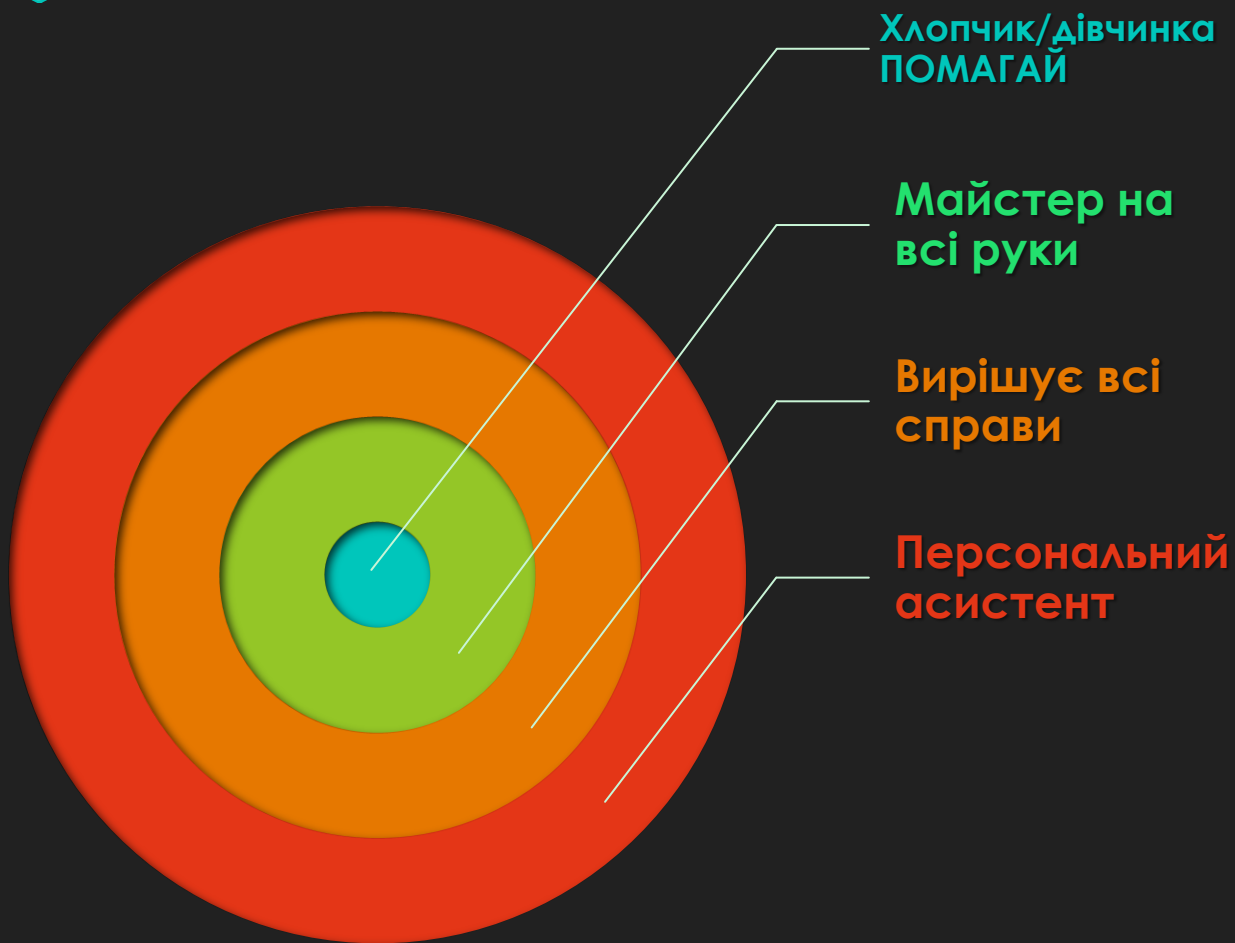 Хлопчик/дівчинка
ПОМАГАЙ
Майстер на
всі руки
Вирішує всі
справи
Персональний
асистент